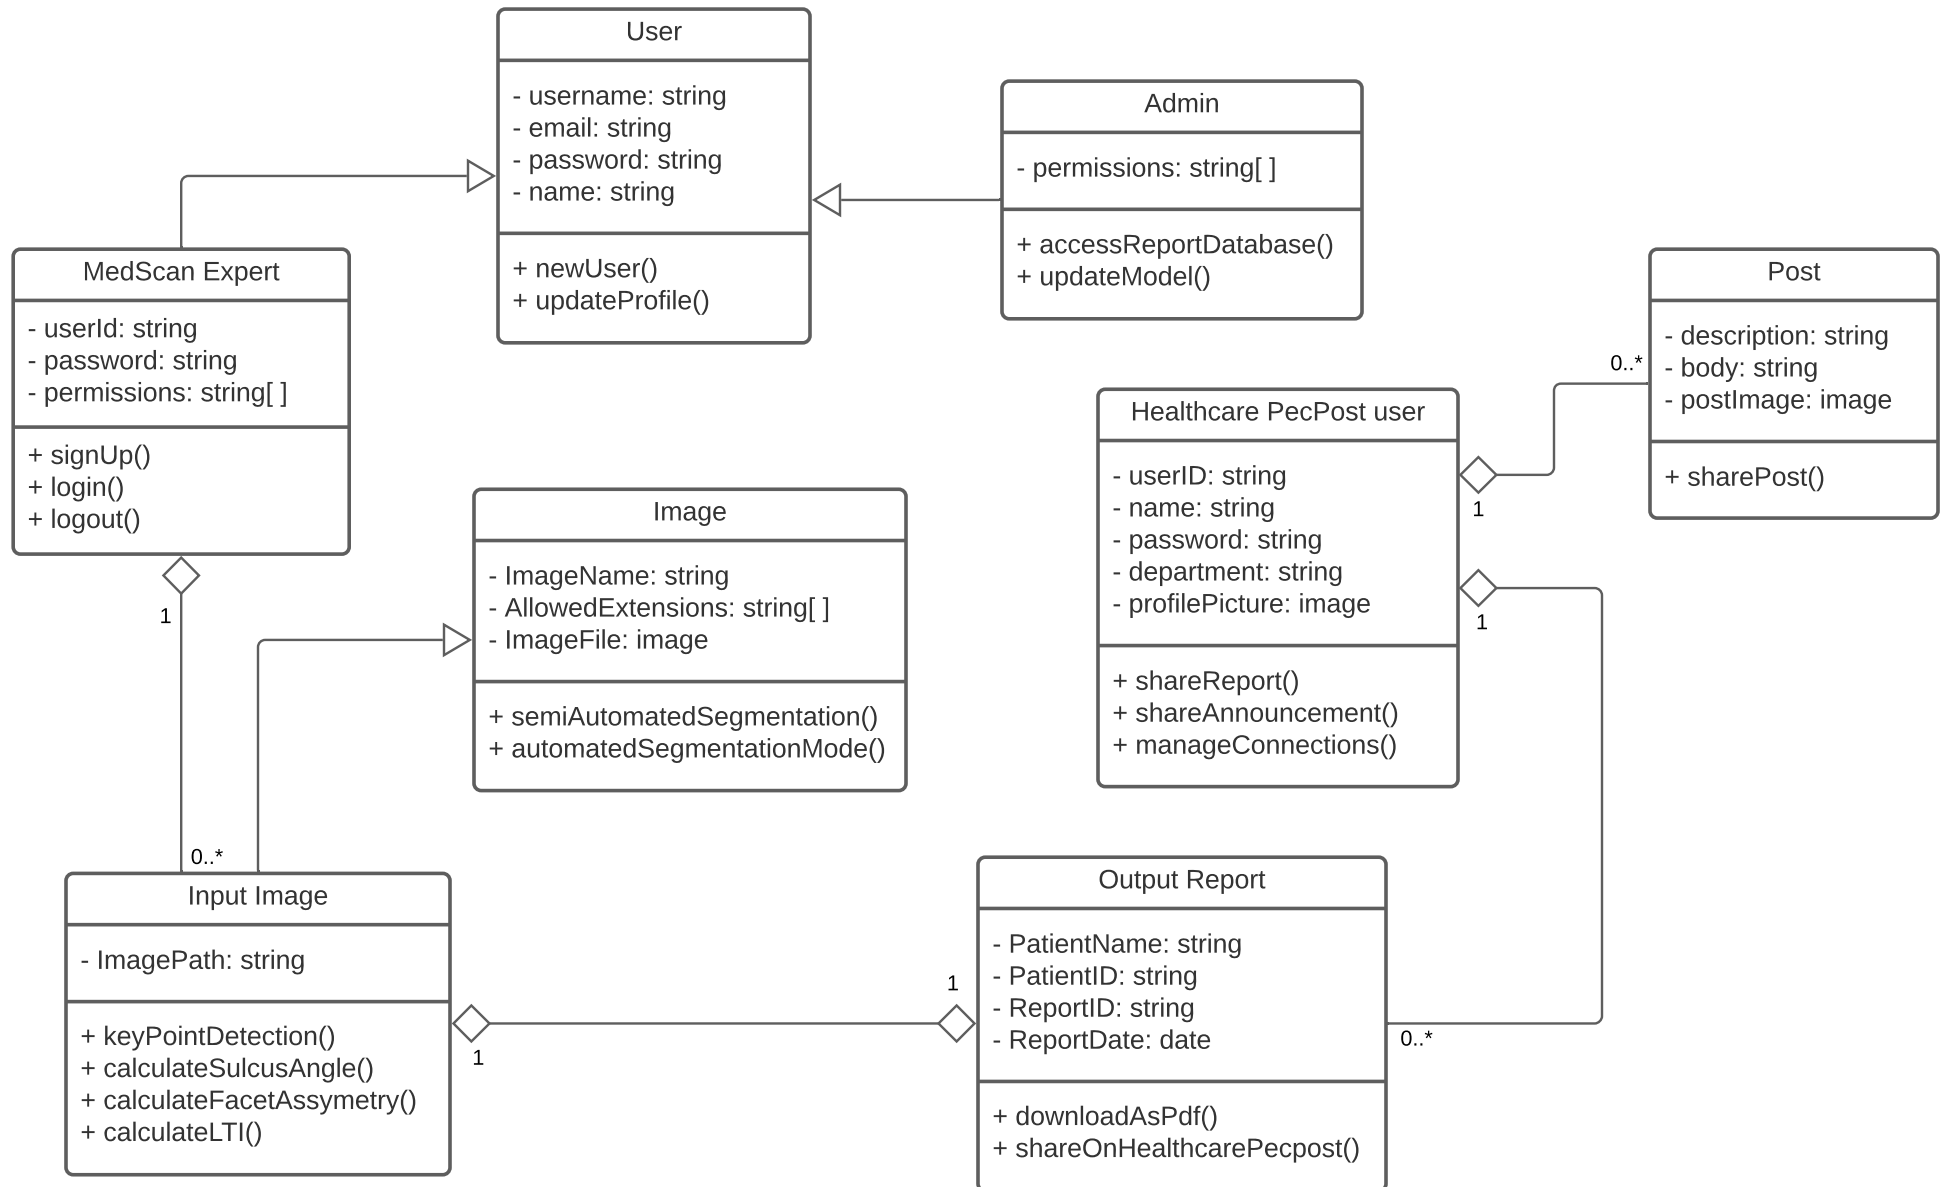 User
- username: string
- email: string
- password: string
- name: string
+ newUser()
+ updateProfile()
Admin
- permissions: string[ ]
+ accessReportDatabase()
+ updateModel()
MedScan Expert
- userId: string
- password: string
- permissions: string[ ]
+ signUp()
+ login()
+ logout()
1
0..*
Post
- description: string
- body: string
- postImage: image
+ sharePost()
0..*
Healthcare PecPost user
- userID: string
- name: string
- password: string
- department: string
- profilePicture: image
+ shareReport()
+ shareAnnouncement()
+ manageConnections()
1
1
Image
- ImageName: string
- AllowedExtensions: string[ ]
- ImageFile: image
+ semiAutomatedSegmentation()
+ automatedSegmentationMode()
Input Image
- ImagePath: string
+ keyPointDetection()
+ calculateSulcusAngle()
+ calculateFacetAssymetry()
+ calculateLTI()
1
1
Output Report
- PatientName: string
- PatientID: string
- ReportID: string
- ReportDate: date
+ downloadAsPdf()
+ shareOnHealthcarePecpost()
0..*